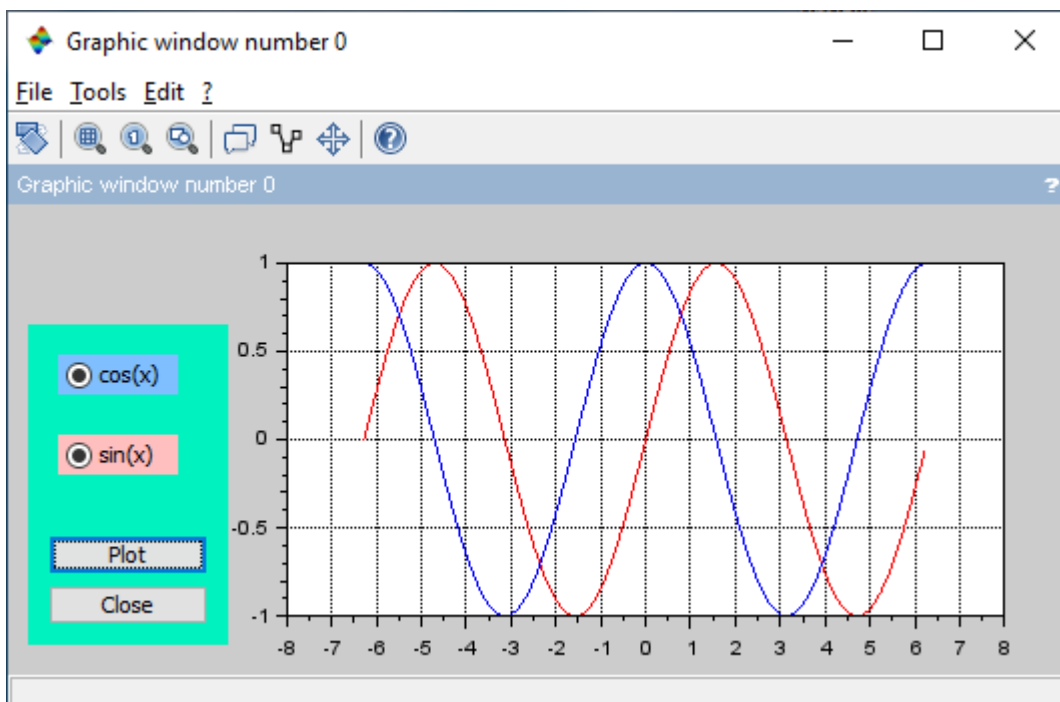 Graphic window number 0
File Tools Edit ?
Graphic window number 0 ?
1
0.5
0
-0.5
-1
cos(x)
sin(x)
Plot
Close
-8 -7 -6 -5 -4 -3 -2 -1 0 1 2 3 4 5 6 7 8